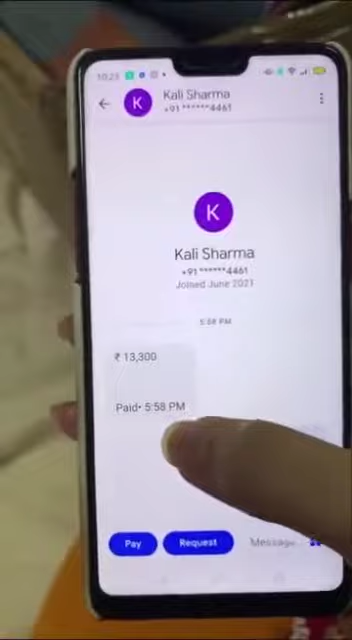 10:23
K
Kali Sharma
+91 ******4461
K
Kali Sharma
+91 ******4461
Joined June 2021
5:58 PM
₹ 13,300
Paid• 5:58 PM
Pay
Request
Message...